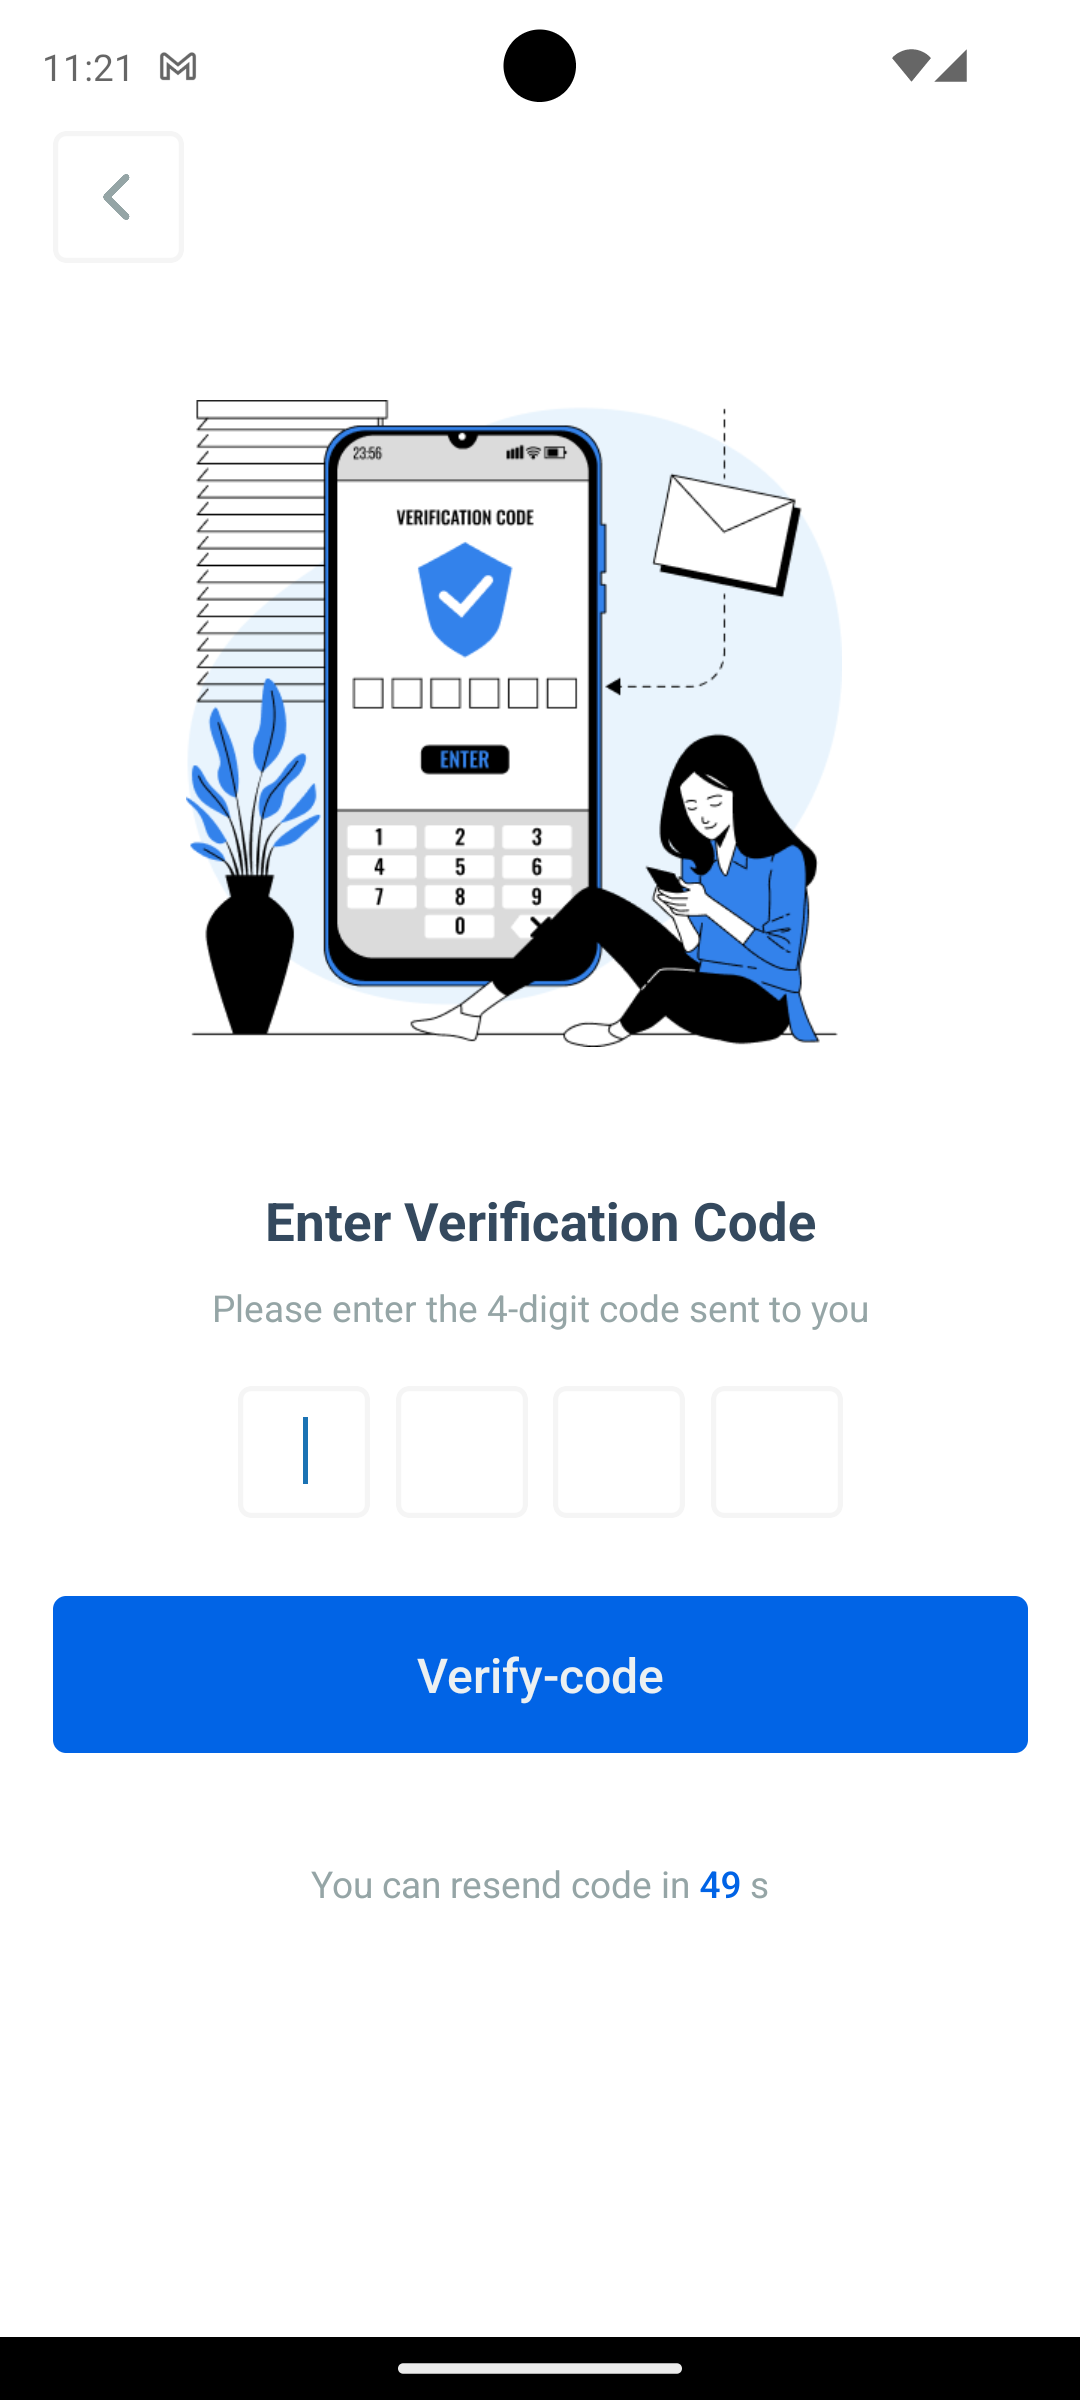 11:21
23:56
VERIFICATION CODE
ENTER
1 2 3
4 5 6
7 8 9
0
Enter Verification Code
Please enter the 4-digit code sent to you
Verify-code
You can resend code in 49 s